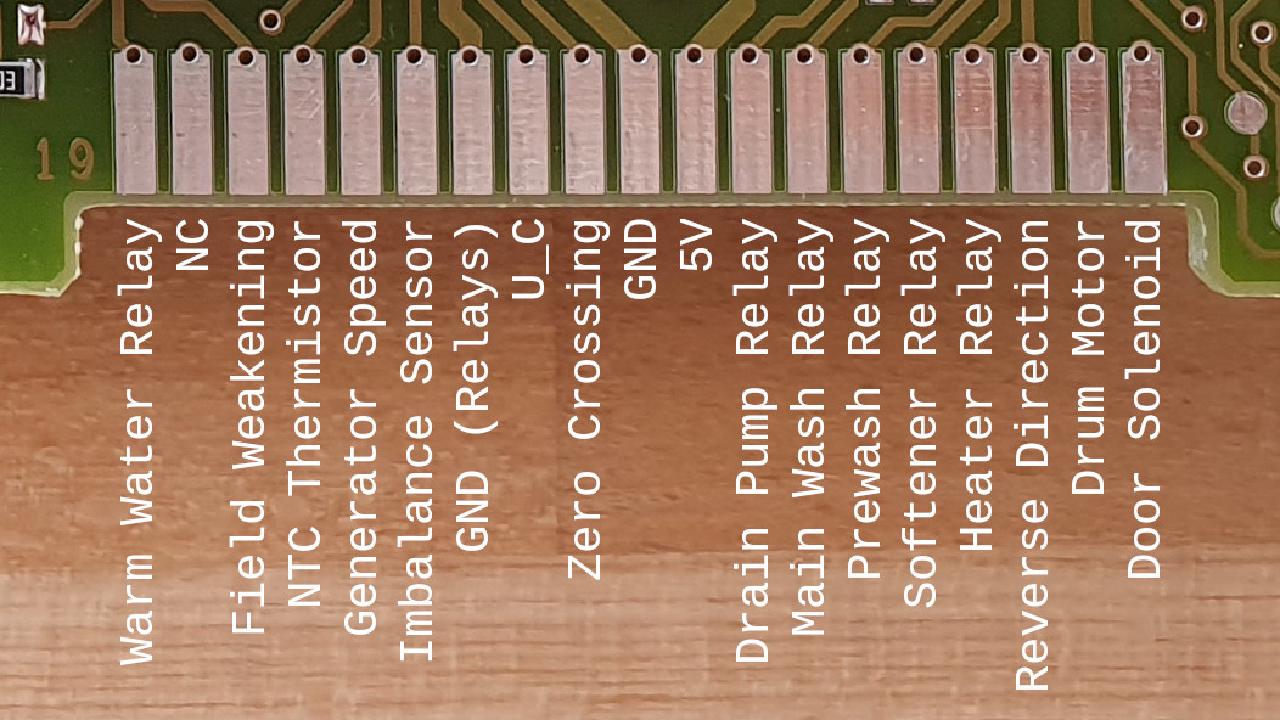 03
19
Warm Water Relay
NC
Field Weakening
NTC Thermistor
Generator Speed
Imbalance Sensor
GND (Relays)
U_C
Zero Crossing
GND
5V
Drain Pump Relay
Main Wash Relay
Prewash Relay
Softener Relay
Heater Relay
Reverse Direction
Drum Motor
Door Solenoid